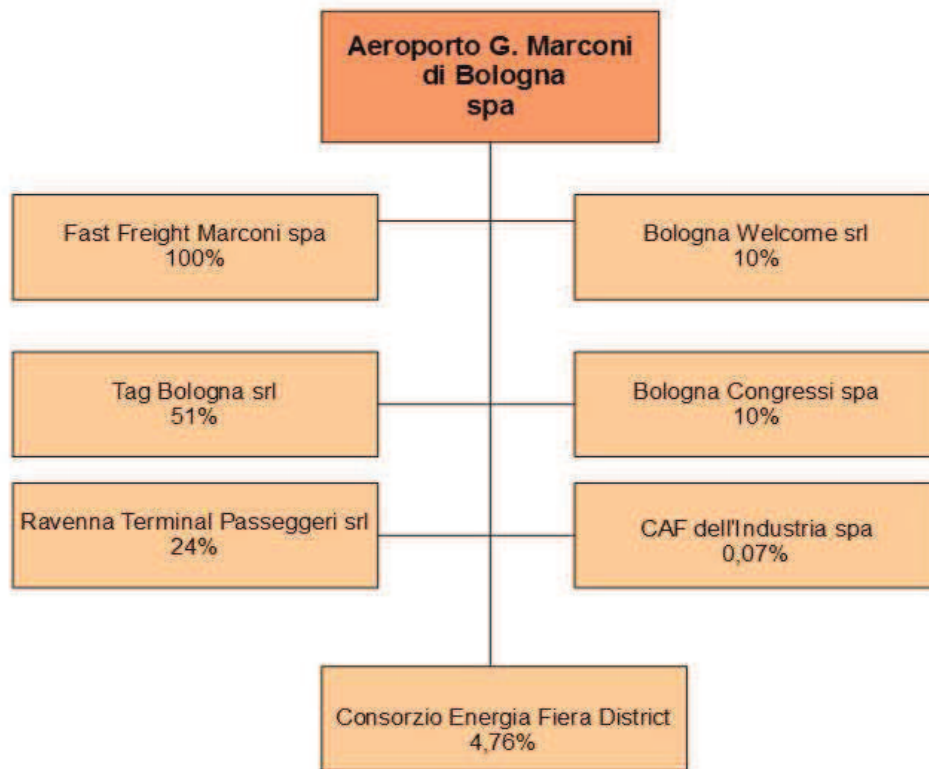 Aeroporto G. Marconi
di Bologna
spa
Fast Freight Marconi spa
100%
Bologna Welcome srl
10%
Tag Bologna srl
51%
Bologna Congressi spa
10%
Ravenna Terminal Passeggeri srl
24%
CAF dell'Industria spa
0,07%
Consorzio Energia Fiera District
4,76%